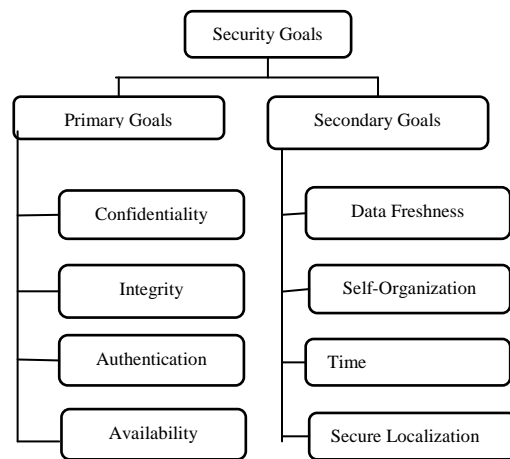 Security Goals
Primary Goals
Secondary Goals
Confidentiality
Integrity
Authentication
Availability
Data Freshness
Self-Organization
Time
Secure Localization